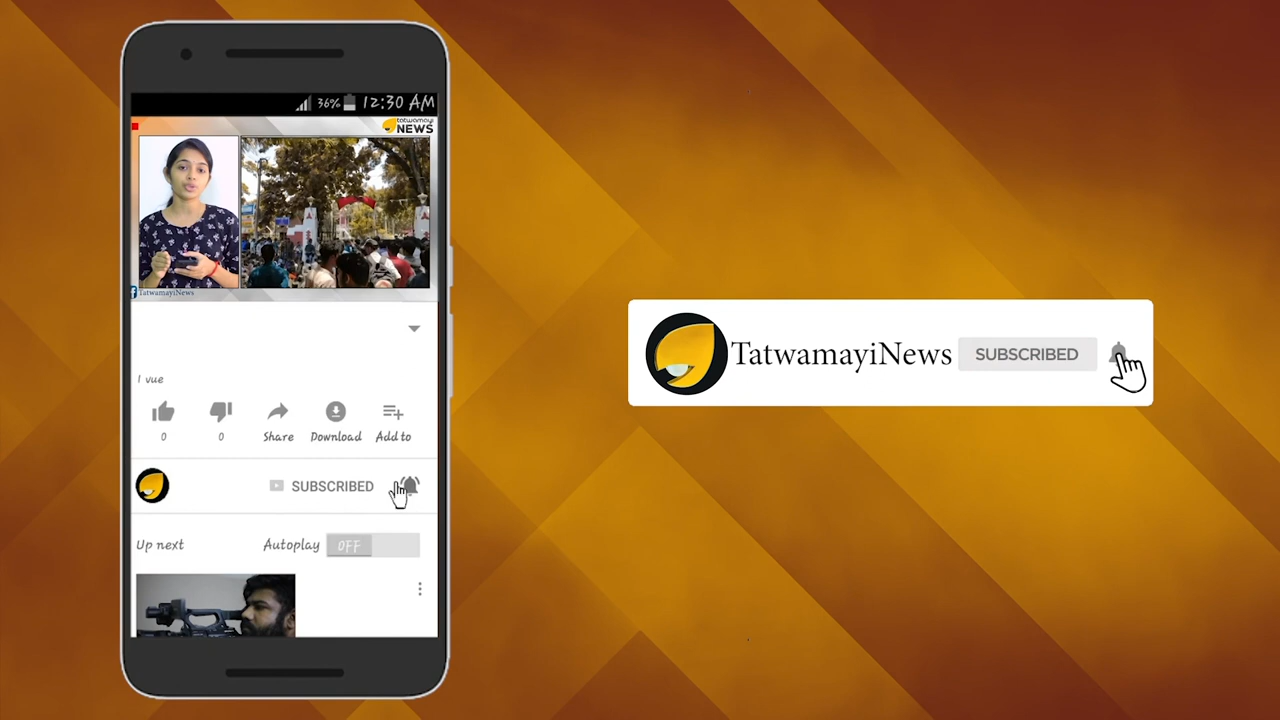 36% 12:30 AM
tatwamayi
NEWS
TatwamayiNews
1 vue
0
0
Share
Download
Add to
SUBSCRIBED
Up next
Autoplay
OFF
TatwamayiNews
SUBSCRIBED